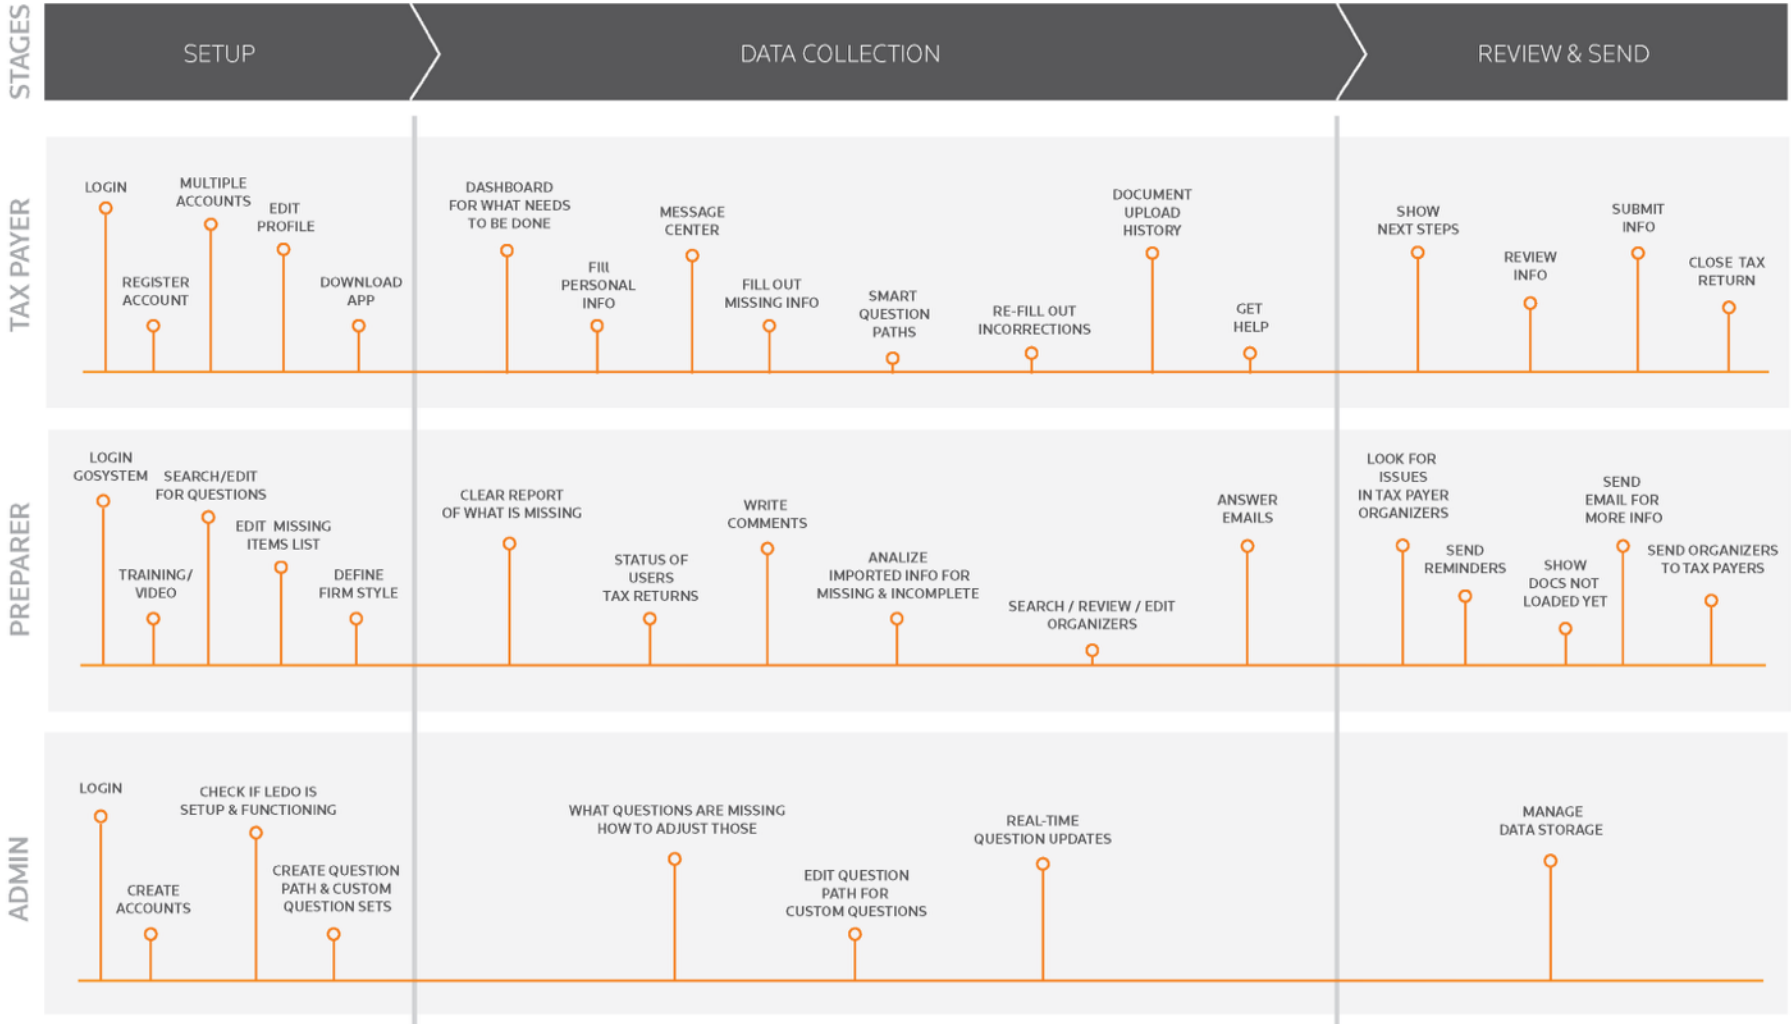 STAGES
SETUP
DATA COLLECTION
REVIEW & SEND
TAX PAYER
LOGIN
REGISTER
ACCOUNT
MULTIPLE
ACCOUNTS
EDIT
PROFILE
DOWNLOAD
APP
DASHBOARD
FOR WHAT NEEDS
TO BE DONE
FIll
PERSONAL
INFO
MESSAGE
CENTER
FILL OUT
MISSING INFO
SMART
QUESTION
PATHS
RE-FILL OUT
INCORRECTIONS
DOCUMENT
UPLOAD
HISTORY
GET
HELP
SHOW
NEXT STEPS
REVIEW
INFO
SUBMIT
INFO
CLOSE TAX
RETURN
PREPARER
LOGIN
GOSYSTEM
TRAINING/
VIDEO
SEARCH/EDIT
FOR QUESTIONS
EDIT MISSING
ITEMS LIST
DEFINE
FIRM STYLE
CLEAR REPORT
OF WHAT IS MISSING
STATUS OF
USERS
TAX RETURNS
WRITE
COMMENTS
ANALIZE
IMPORTED INFO FOR
MISSING & INCOMPLETE
SEARCH / REVIEW / EDIT
ORGANIZERS
ANSWER
EMAILS
LOOK FOR
ISSUES
IN TAX PAYER
ORGANIZERS
SEND
REMINDERS
SHOW
DOCS NOT
LOADED YET
SEND
EMAIL FOR
MORE INFO
SEND ORGANIZERS
TO TAX PAYERS
ADMIN
LOGIN
CREATE
ACCOUNTS
CHECK IF LEDO IS
SETUP & FUNCTIONING
CREATE QUESTION
PATH & CUSTOM
QUESTION SETS
WHAT QUESTIONS ARE MISSING
HOW TO ADJUST THOSE
EDIT QUESTION
PATH FOR
CUSTOM QUESTIONS
REAL-TIME
QUESTION UPDATES
MANAGE
DATA STORAGE